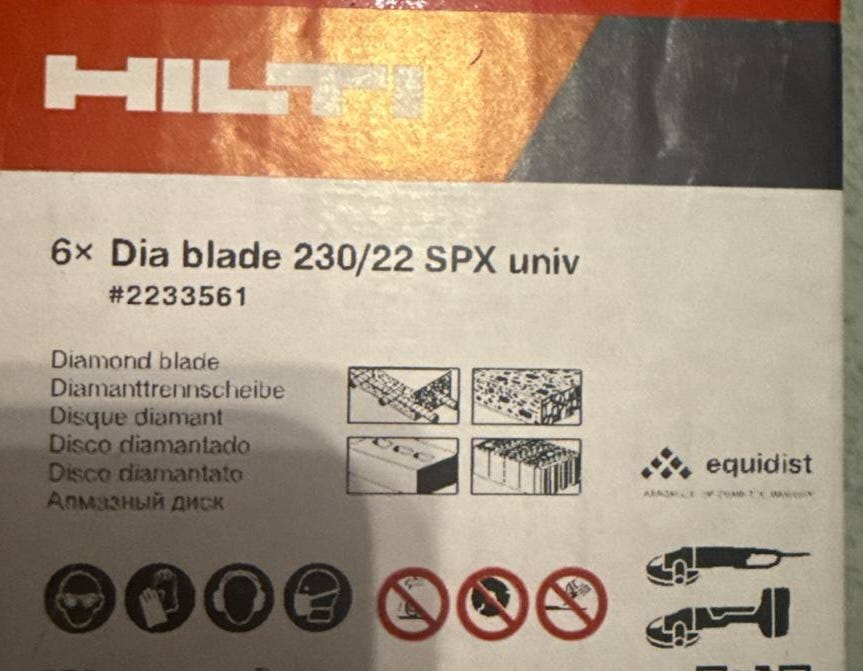 HILTI
6× Dia blade 230/22 SPX univ
#2233561
Diamond blade
Diamanttrennscheibe
Disque diamant
Disco diamantado
Disco diamantato
Алмазный диск
equidist